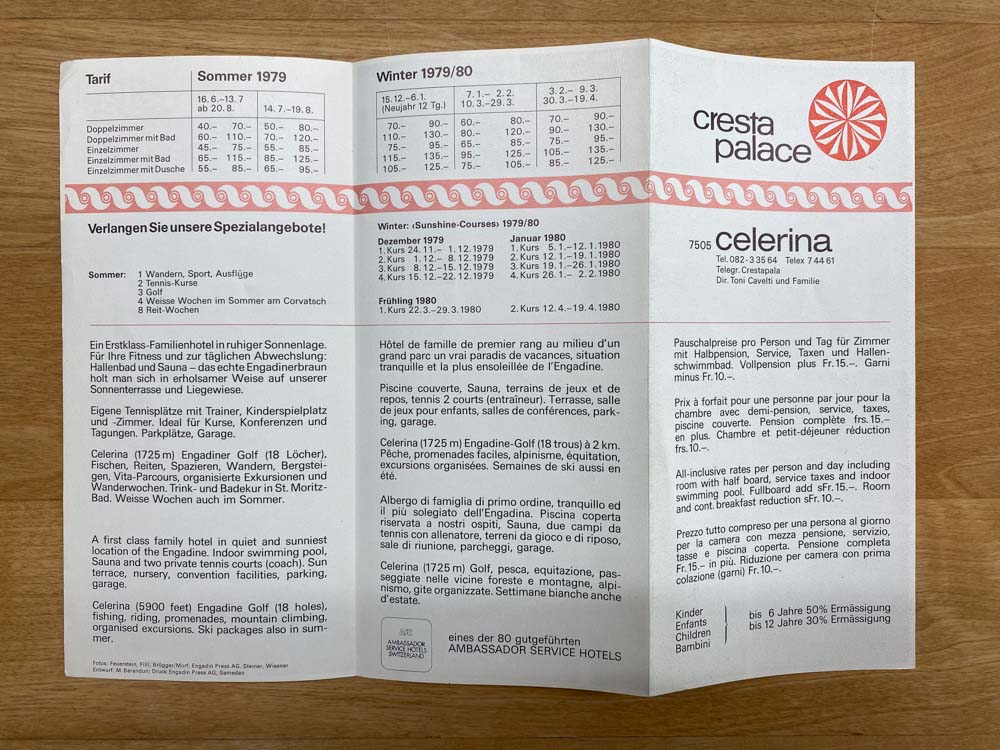 Tarif
Sommer 1979
16.6.–13.7
ab 20.8.
14.7.–19.8.
Doppelzimmer 40.– 70.– 50.– 80.–
Doppelzimmer mit Bad 60.– 110.– 70.– 120.–
Einzelzimmer 45.– 75.– 55.– 85.–
Einzelzimmer mit Bad 65.– 115.– 85.– 125.–
Einzelzimmer mit Dusche 55.– 85.– 65.– 95.–
Verlangen Sie unsere Spezialangebote!
Sommer: 1 Wandern, Sport, Ausflüge
2 Tennis-Kurse
3 Golf
4 Weisse Wochen im Sommer am Corvatsch
8 Reit-Wochen
Ein Erstklass-Familienhotel in ruhiger Sonnenlage.
Für Ihre Fitness und zur täglichen Abwechslung:
Hallenbad und Sauna – das echte Engadinerbraun
holt man sich in erholsamer Weise auf unserer
Sonnenterrasse und Liegewiese.
Eigene Tennisplätze mit Trainer, Kinderspielplatz
und -Zimmer. Ideal für Kurse, Konferenzen und
Tagungen. Parkplätze, Garage.
Celerina (1725 m) Engadiner Golf (18 Löcher),
Fischen, Reiten, Spazieren, Wandern, Bergstei-
gen, Vita-Parcours, organisierte Exkursionen und
Wanderwochen. Trink- und Badekur in St. Moritz-
Bad. Weisse Wochen auch im Sommer.
A first class family hotel in quiet and sunniest
location of the Engadine. Indoor swimming pool,
Sauna and two private tennis courts (coach). Sun
terrace, nursery, convention facilities, parking,
garage.
Celerina (5900 feet) Engadine Golf (18 holes),
fishing, riding, promenades, mountain climbing,
organised excursions. Ski packages also in sum-
mer.
Fotos: Feuerstein, Filli, Brügger/Morf, Engadin Press AG, Steiner, Wiesner
Entwurf: M. Barandun; Druck Engadin Press AG, Samedan
Winter 1979/80
15.12.–6.1.
(Neujahr 12 Tg.)
7.1.– 2.2.
10.3.–29.3.
3.2.– 9.3.
30.3.–19.4.
70.– 90.– 60.– 80.– 70.– 90.–
110.– 130.– 80.– 120.– 90.– 130.–
75.– 95.– 65.– 85.– 75.– 95.–
115.– 135.– 95.– 125.– 105.– 135.–
105.– 125.– 75.– 105.– 85.– 125.–
Winter: ‹Sunshine-Courses› 1979/80
Dezember 1979
1. Kurs 24.11.– 1.12.1979
2. Kurs 1.12.– 8.12.1979
3. Kurs 8.12.–15.12.1979
4. Kurs 15.12.–22.12.1979
Januar 1980
1. Kurs 5.1.–12.1.1980
2. Kurs 12.1.–19.1.1980
3. Kurs 19.1.–26.1.1980
4. Kurs 26.1.– 2.2.1980
Frühling 1980
1. Kurs 22.3.–29.3.1980 2. Kurs 12.4.–19.4.1980
Hôtel de famille de premier rang au milieu d'un
grand parc un vrai paradis de vacances, situation
tranquille et la plus ensoleillée de l'Engadine.
Piscine couverte, Sauna, terrains de jeux et de
repos, tennis 2 courts (entraîneur). Terrasse, salle
de jeux pour enfants, salles de conférences, park-
ing, garage.
Celerina (1725 m) Engadine-Golf (18 trous) à 2 km.
Pêche, promenades faciles, alpinisme, équitation,
excursions organisées. Semaines de ski aussi en
été.
Albergo di famiglia di primo ordine, tranquillo ed
il più solegiato dell'Engadina. Piscina coperta
riservata a nostri ospiti, Sauna, due campi da
tennis con allenatore, terreni da gioco e di riposo,
sale di riunione, parcheggi, garage.
Celerina (1725 m) Golf, pesca, equitazione, pas-
seggiate nelle vicine foreste e montagne, alpi-
nismo, gite organizzate. Settimane bianche anche
d'estate.
AMBASSADOR
SERVICE HOTELS
SWITZERLAND
eines der 80 gutgeführten
AMBASSADOR SERVICE HOTELS
cresta
palace
7505 celerina
Tel. 082-3 35 64 Telex 7 44 61
Telegr. Crestapala
Dir. Toni Cavelti und Familie
Pauschalpreise pro Person und Tag für Zimmer
mit Halbpension, Service, Taxen und Hallen-
schwimmbad. Vollpension plus Fr. 15.–. Garni
minus Fr. 10.–.
Prix à forfait pour une personne par jour pour la
chambre avec demi-pension, service, taxes,
piscine couverte. Pension complète frs. 15.–
en plus. Chambre et petit-déjeuner réduction
frs. 10.–.
All-inclusive rates per person and day including
room with half board, service taxes and indoor
swimming pool. Fullboard add sFr. 15.–. Room
and cont. breakfast reduction sFr. 10.–.
Prezzo tutto compreso per una persona al giorno
per la camera con mezza pensione, servizio,
tasse e piscina coperta. Pensione completa
Fr. 15.– in più. Riduzione per camera con prima
colazione (garni) Fr. 10.–.
Kinder
Enfants
Children
Bambini
bis 6 Jahre 50% Ermässigung
bis 12 Jahre 30% Ermässigung